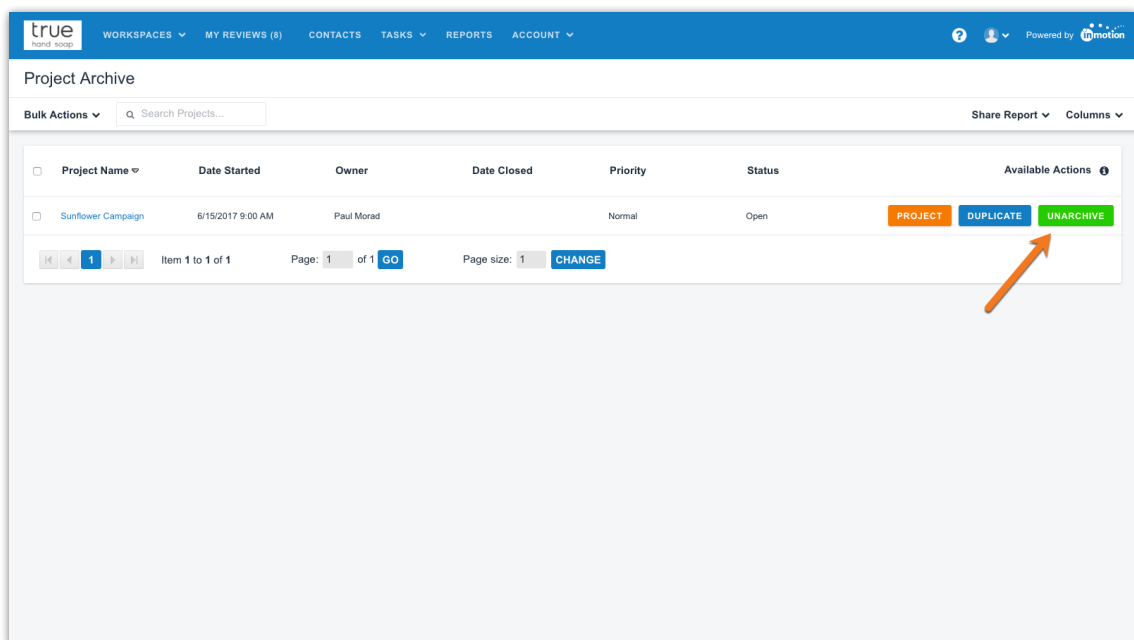 true
hand soap
WORKSPACES MY REVIEWS (8) CONTACTS TASKS REPORTS ACCOUNT
? Powered by inmotion
Project Archive
Bulk Actions Search Projects... Share Report Columns
Project Name Date Started Owner Date Closed Priority Status Available Actions i
Sunflower Campaign 6/15/2017 9:00 AM Paul Morad Normal Open PROJECT DUPLICATE UNARCHIVE
1 Item 1 to 1 of 1 Page: 1 of 1 GO Page size: 1 CHANGE